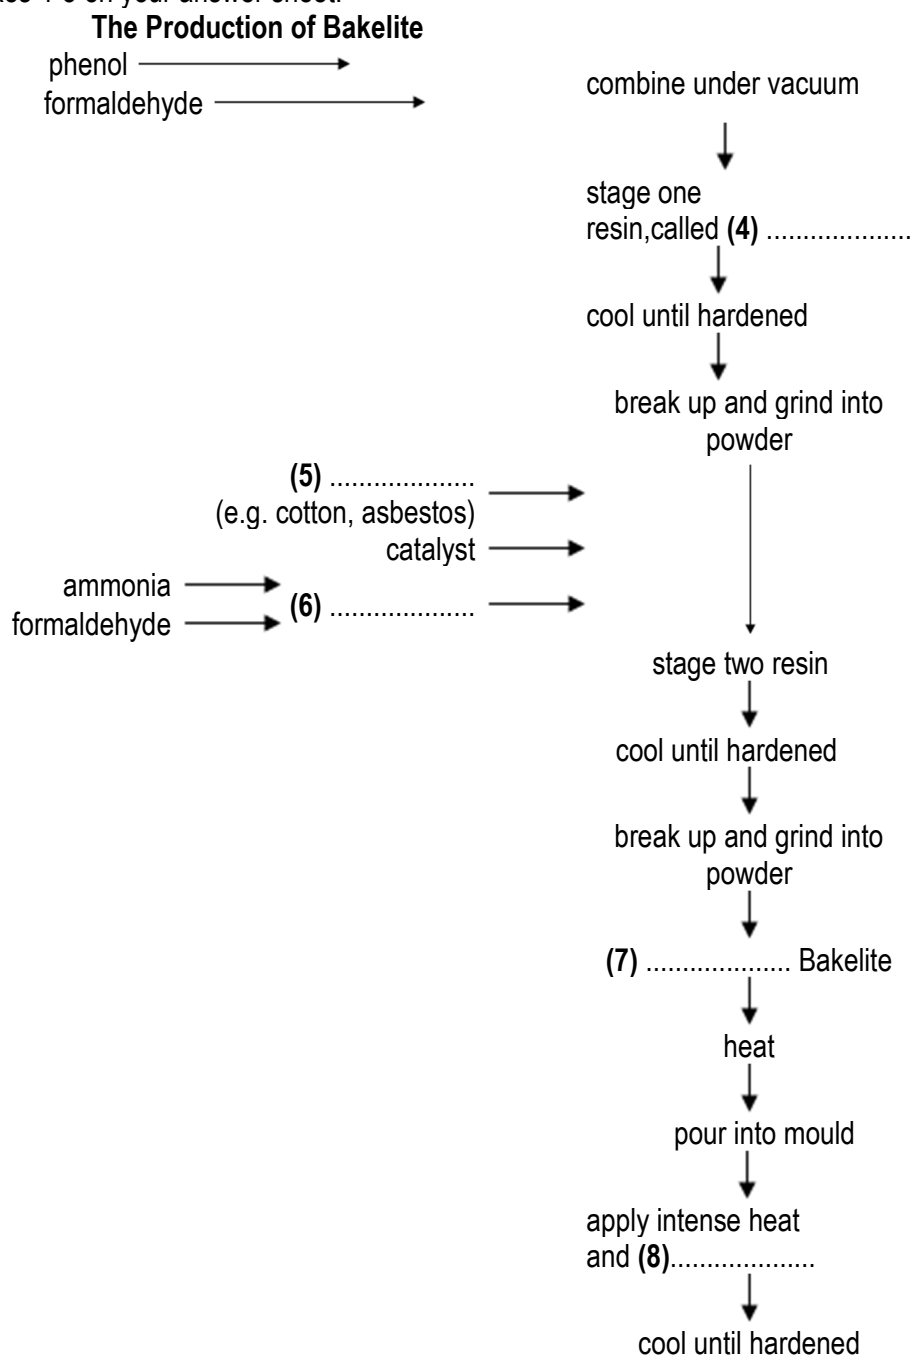 The Production of Bakelite
phenol
formaldehyde
combine under vacuum
stage one
resin,called (4) ....................
cool until hardened
break up and grind into
powder
(5) ....................
(e.g. cotton, asbestos)
catalyst
ammonia
(6) ....................
formaldehyde
stage two resin
cool until hardened
break up and grind into
powder
(7) .................... Bakelite
heat
pour into mould
apply intense heat
and (8)....................
cool until hardened